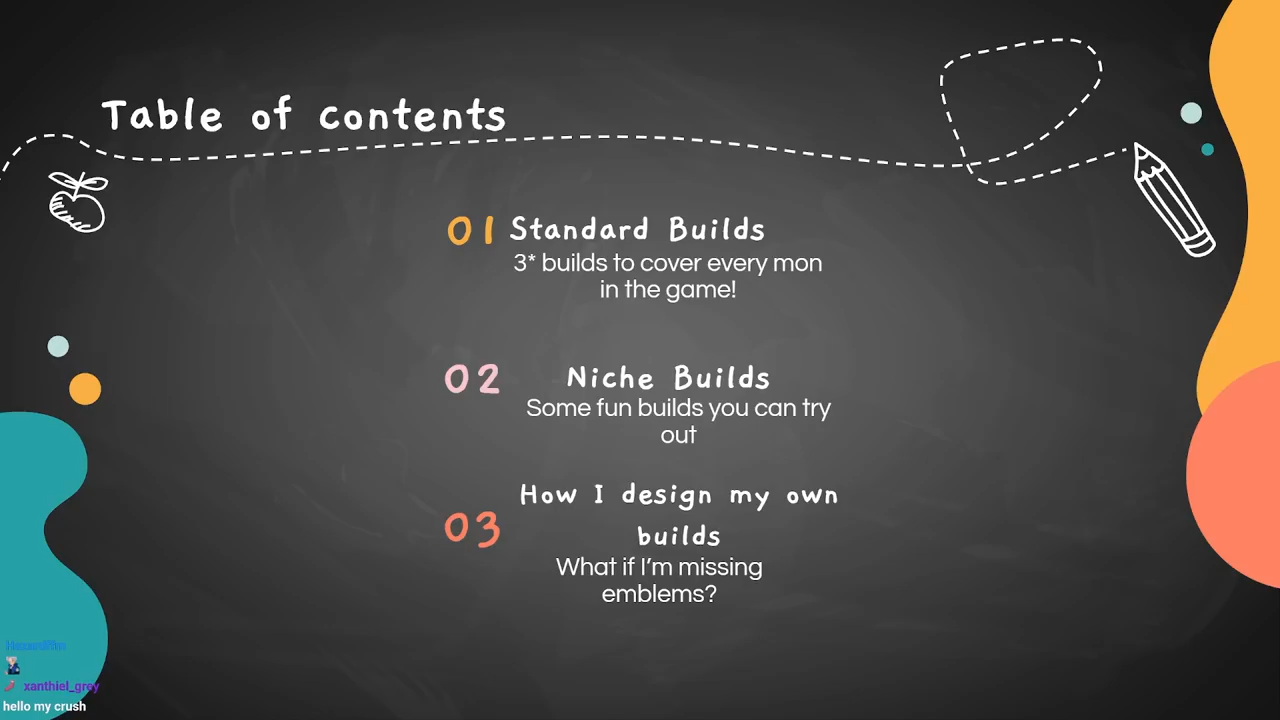 Table of contents
01 Standard Builds
3* builds to cover every mon
in the game!
02 Niche Builds
Some fun builds you can try
out
How I design my own
03 builds
What if I'm missing
emblems?
xanthiel_grey
hello my crush